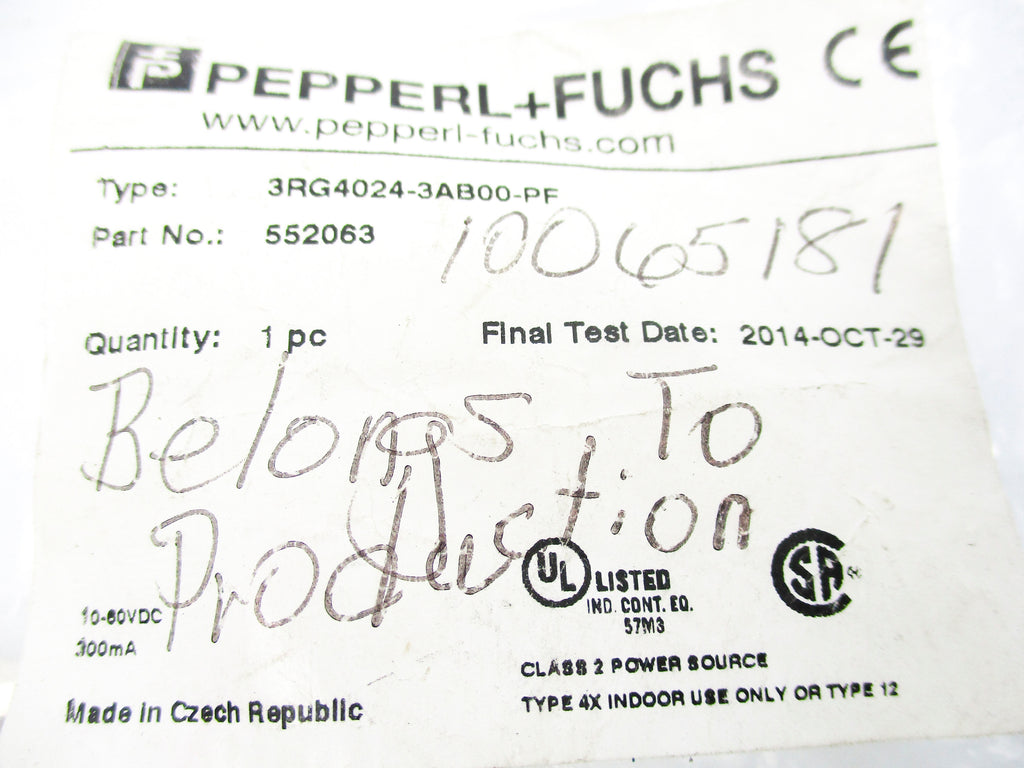 PEPPERL+FUCHS CE
www.pepperl-fuchs.com
Type: 3RG4024-3AB00-PF
Part No.: 552063
10065181
Quantity: 1 pc Final Test Date: 2014-OCT-29
Belongs To
Production
UL LISTED
IND. CONT. EQ.
57M3
SA
10-60VDC
300mA
CLASS 2 POWER SOURCE
TYPE 4X INDOOR USE ONLY OR TYPE 12
Made in Czech Republic